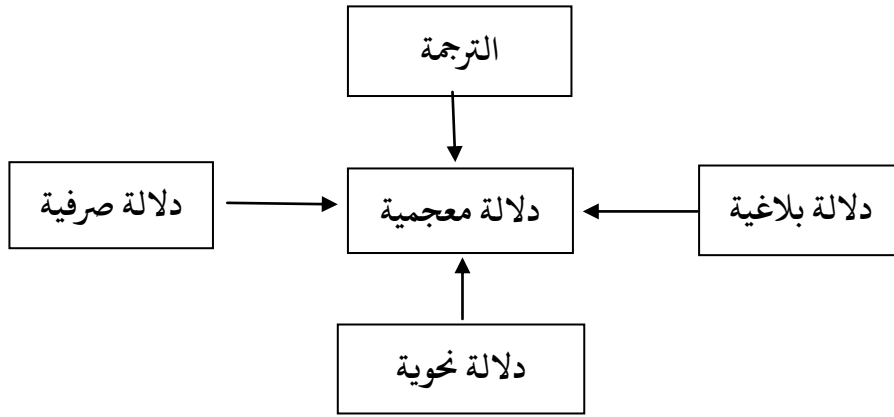 الترجمة
دلالة بلاغية
دلالة معجمية
دلالة صرفية
دلالة نحوية